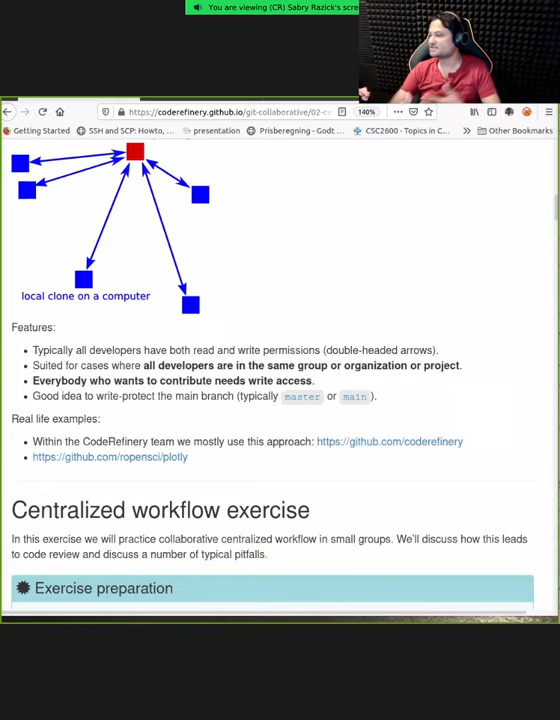 You are viewing (CR) Sabry Razick's scre
https://coderefinery.github.io/git-collaborative/02-ce
140%
Getting Started
SSH and SCP: Howto, ...
presentation
Prisberegning - Godt ...
CSC2600 - Topics in C...
Other Bookmarks
local clone on a computer
Features:
Typically all developers have both read and write permissions (double-headed arrows).
Suited for cases where all developers are in the same group or organization or project.
Everybody who wants to contribute needs write access.
Good idea to write-protect the main branch (typically master or main).
Real life examples:
Within the CodeRefinery team we mostly use this approach: https://github.com/coderefinery
https://github.com/ropensci/plotly
Centralized workflow exercise
In this exercise we will practice collaborative centralized workflow in small groups. We'll discuss how this leads
to code review and discuss a number of typical pitfalls.
Exercise preparation